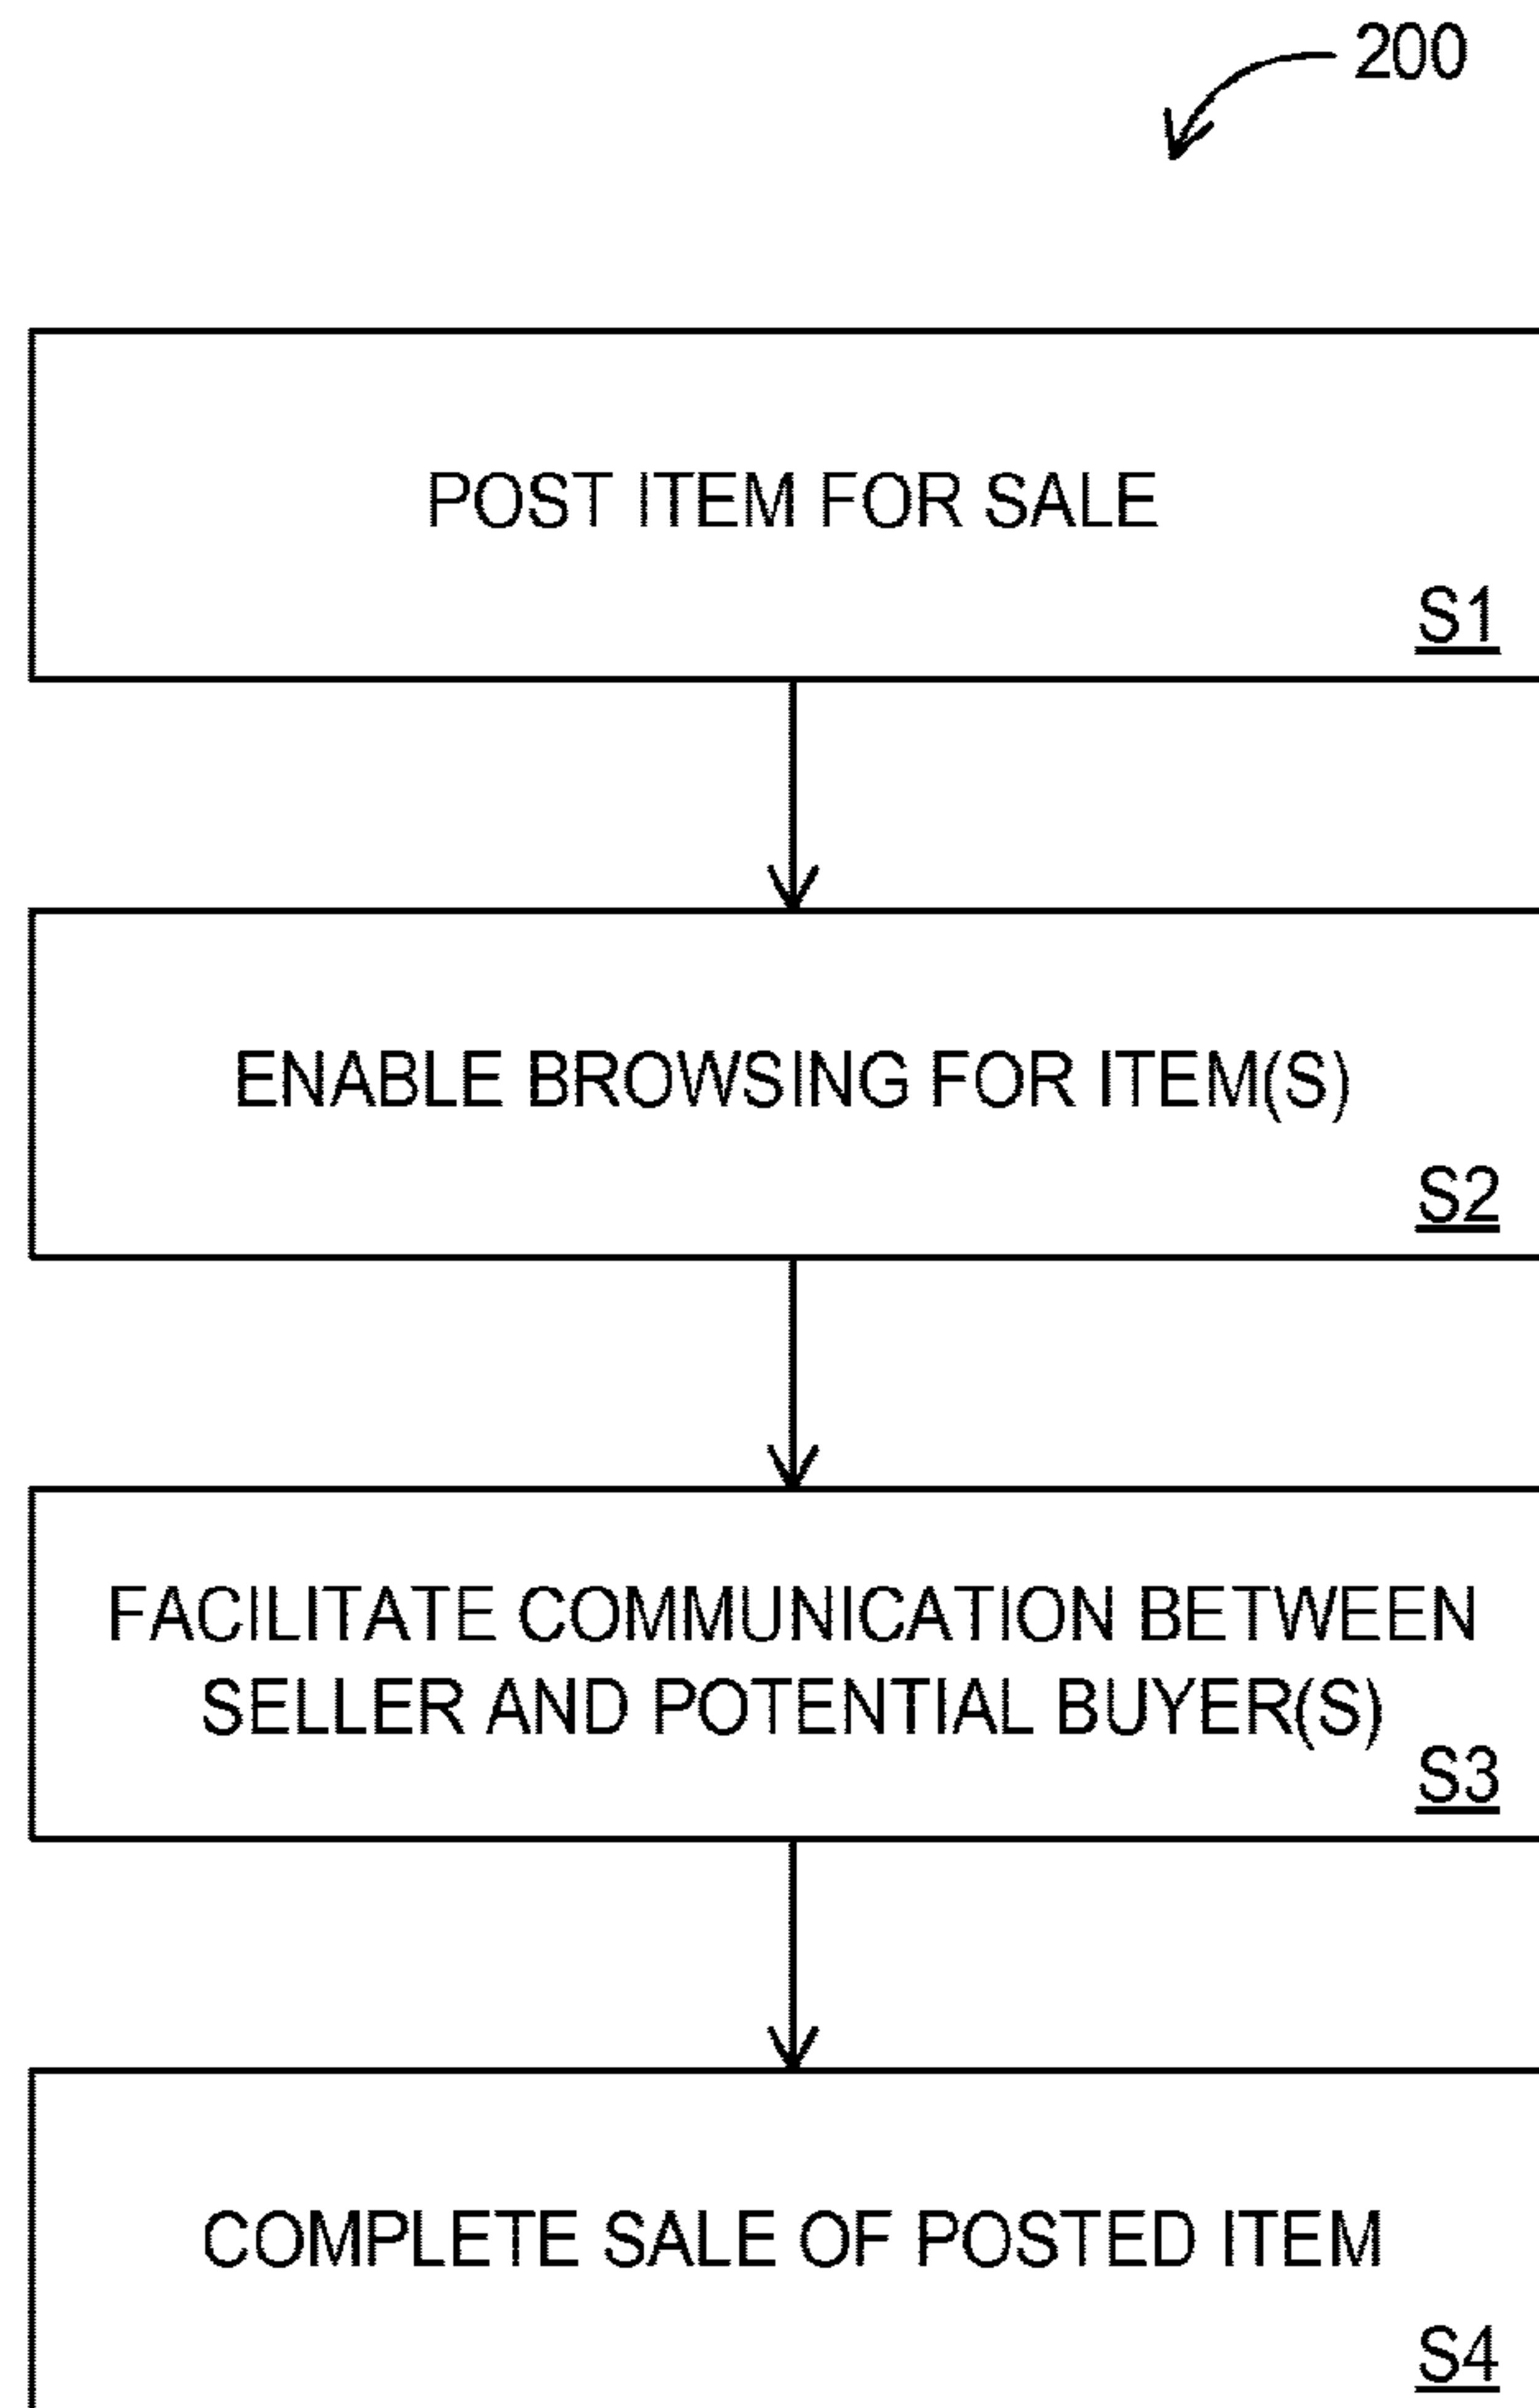 200
POST ITEM FOR SALE
S1
ENABLE BROWSING FOR ITEM(S)
S2
FACILITATE COMMUNICATION BETWEEN
SELLER AND POTENTIAL BUYER(S)
S3
COMPLETE SALE OF POSTED ITEM
S4